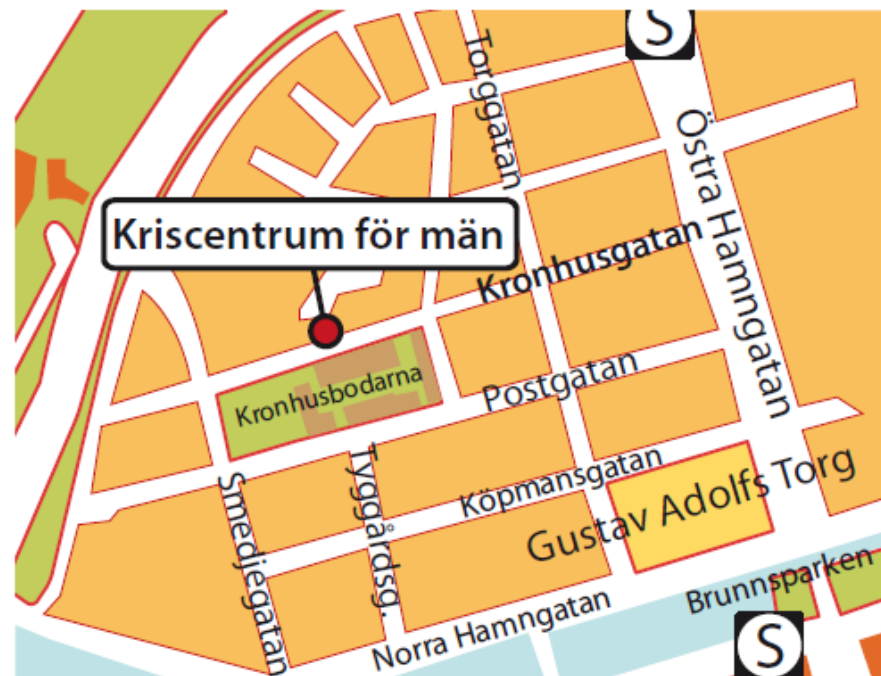 S
Torggatan
Östra Hamngatan
Kriscentrum för män
Kronhusgatan
Kronhusbodarna
Postgatan
Köpmansgatan
Gustav Adolfs Torg
Smedjegatan
Tyggårdsg.
Norra Hamngatan
Brunnsparken
S